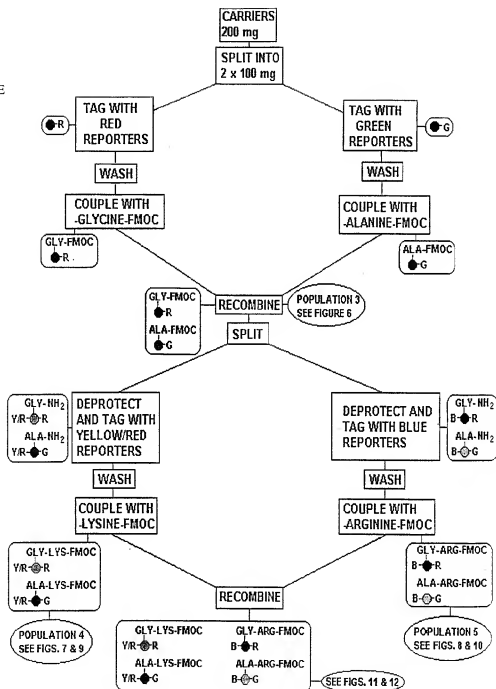 CARRIERS
200 mg
SPLIT INTO
2 x 100 mg
E
TAG WITH
RED
REPORTERS
R
TAG WITH
GREEN
REPORTERS
G
WASH
WASH
COUPLE WITH
-GLYCINE-FMOC
COUPLE WITH
-ALANINE-FMOC
GLY-FMOC
R
ALA-FMOC
G
GLY-FMOC
R
ALA-FMOC
G
RECOMBINE
POPULATION 3
SEE FIGURE 6
SPLIT
GLY-NH2
Y/R R
ALA-NH2
Y/R G
DEPROTECT
AND TAG WITH
YELLOW/RED
REPORTERS
DEPROTECT AND
TAG WITH BLUE
REPORTERS
GLY-NH2
B R
ALA-NH2
B G
WASH
WASH
COUPLE WITH
-LYSINE-FMOC
COUPLE WITH
-ARGININE-FMOC
GLY-LYS-FMOC
Y/R R
ALA-LYS-FMOC
Y/R G
GLY-ARG-FMOC
B R
ALA-ARG-FMOC
B G
RECOMBINE
POPULATION 4
SEE FIGS. 7 & 9
POPULATION 5
SEE FIGS. 8 & 10
GLY-LYS-FMOC GLY-ARG-FMOC
Y/R R B R
ALA-LYS-FMOC ALA-ARG-FMOC
Y/R G B G
SEE FIGS. 11 & 12